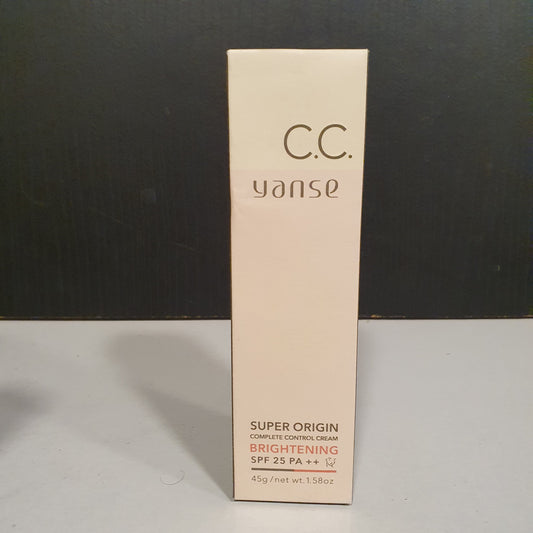 C.C.
yanse
SUPER ORIGIN
COMPLETE CONTROL CREAM
BRIGHTENING
SPF 25 PA ++
45g/net wt.1.58oz